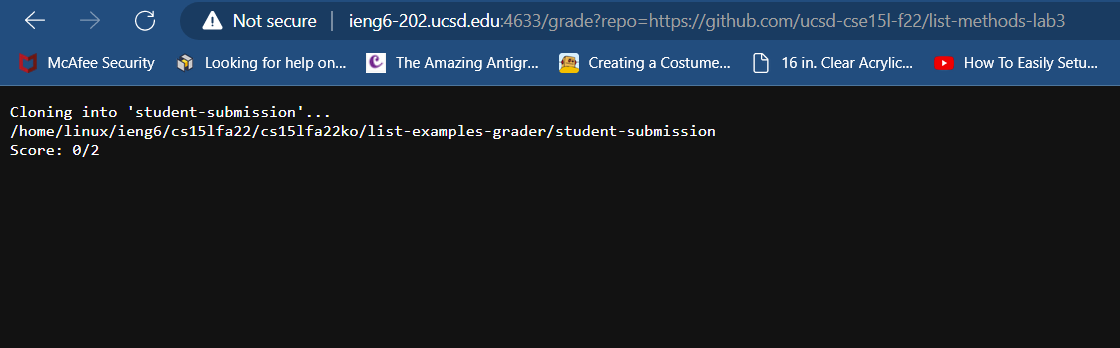 Not secure | ieng6-202.ucsd.edu:4633/grade?repo=https://github.com/ucsd-cse15l-f22/list-methods-lab3
McAfee Security Looking for help on... The Amazing Antigr... Creating a Costume... 16 in. Clear Acrylic... How To Easily Setu...
Cloning into 'student-submission'...
/home/linux/ieng6/cs15lfa22/cs15lfa22ko/list-examples-grader/student-submission
Score: 0/2